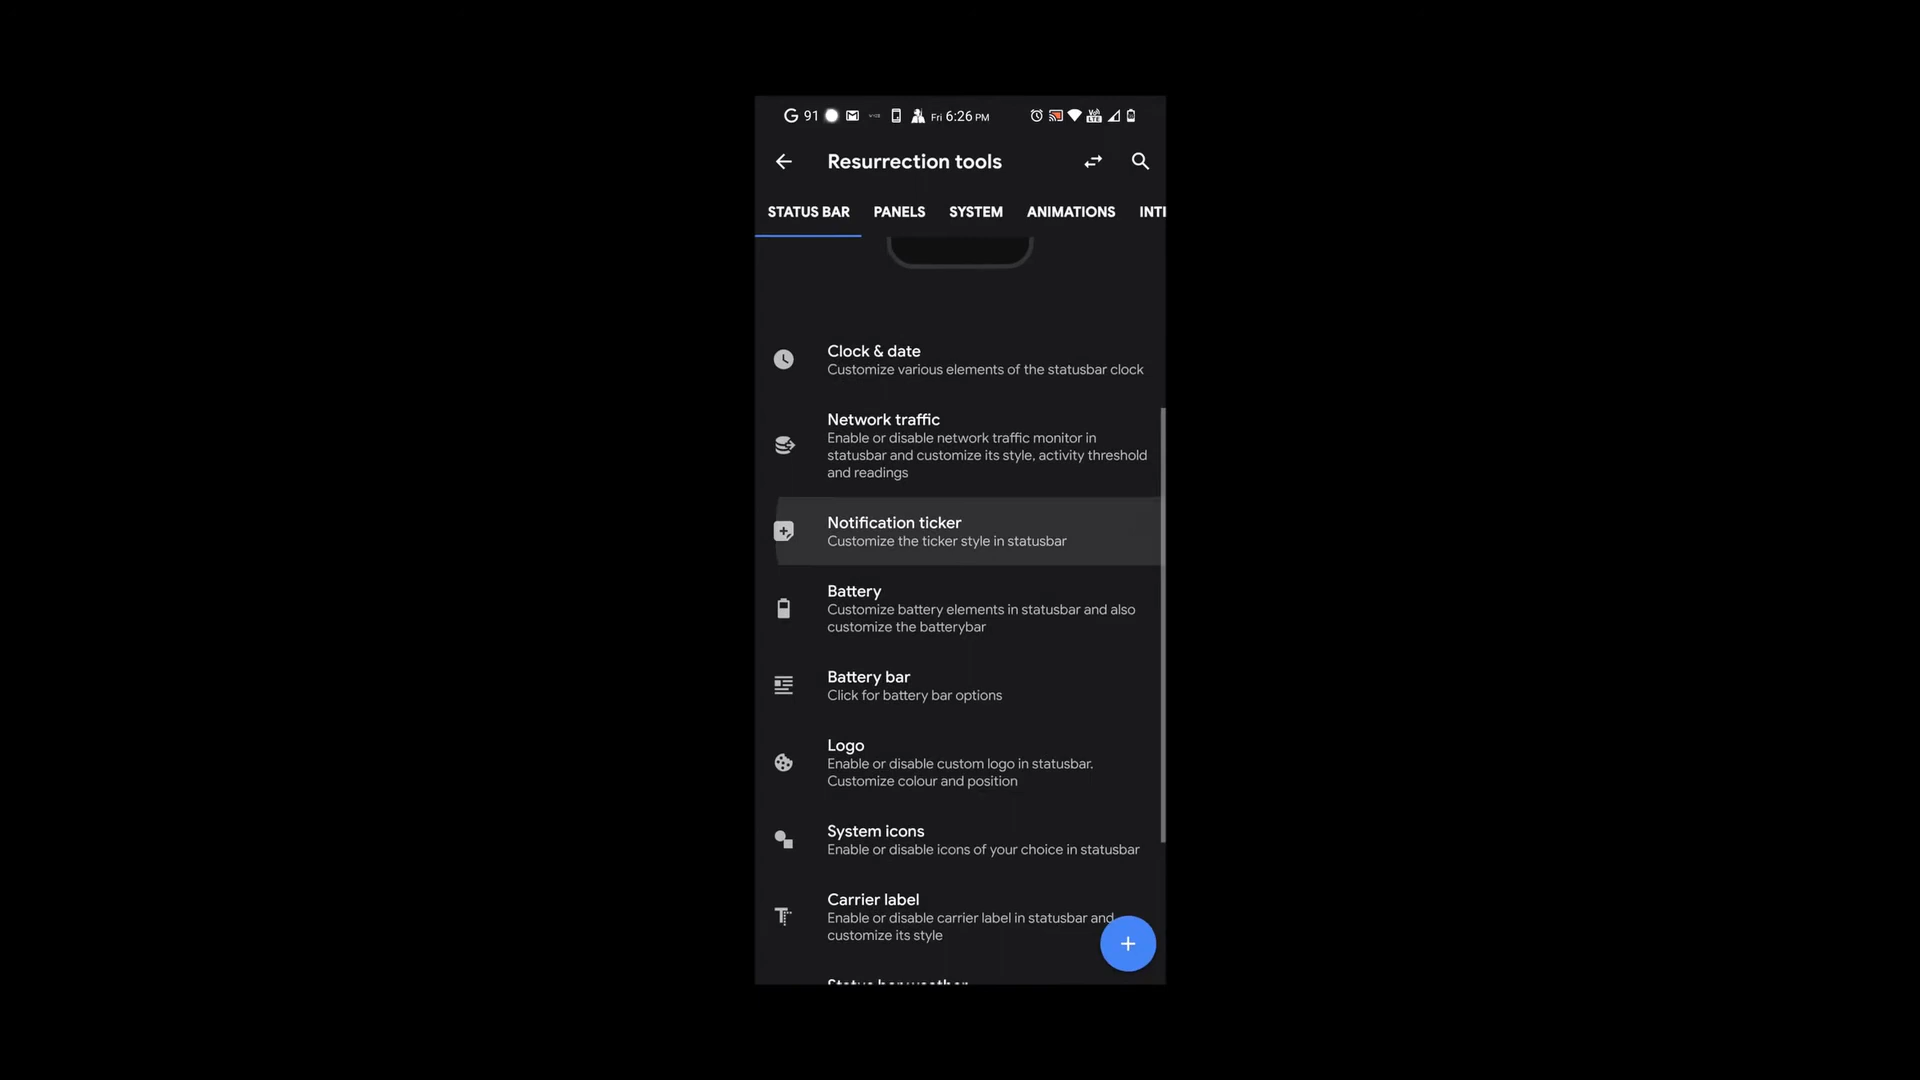 G 91 Fri 6:26 PM
Resurrection tools
STATUS BAR PANELS SYSTEM ANIMATIONS INTE
Clock & date
Customize various elements of the statusbar clock
Network traffic
Enable or disable network traffic monitor in
statusbar and customize its style, activity threshold
and readings
Notification ticker
Customize the ticker style in statusbar
Battery
Customize battery elements in statusbar and also
customize the batterybar
Battery bar
Click for battery bar options
Logo
Enable or disable custom logo in statusbar.
Customize colour and position
System icons
Enable or disable icons of your choice in statusbar
Carrier label
Enable or disable carrier label in statusbar and
customize its style
Status bar weather